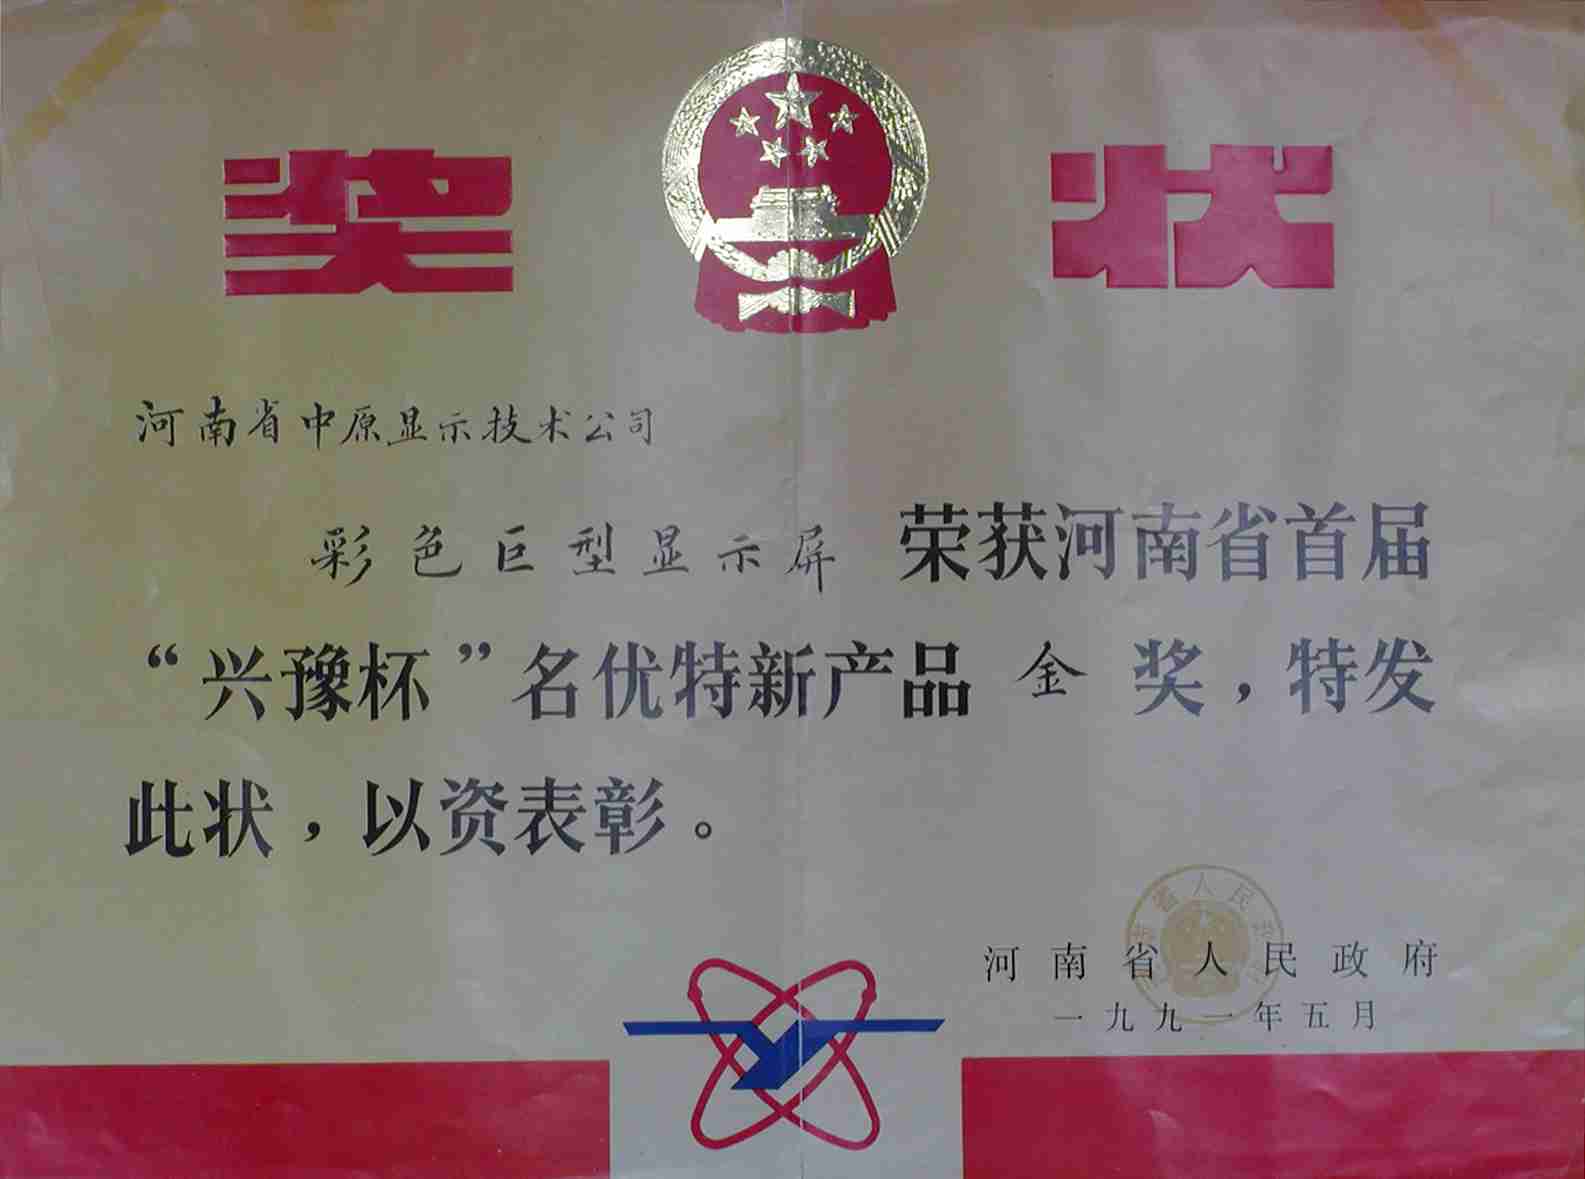 奖状
河南省中原显示技术公司
彩色巨型显示屏 荣获河南省首届
“兴豫杯”名优特新产品 金 奖，特发
此状，以资表彰。
省人民
河南省人民政府
一九九一年五月